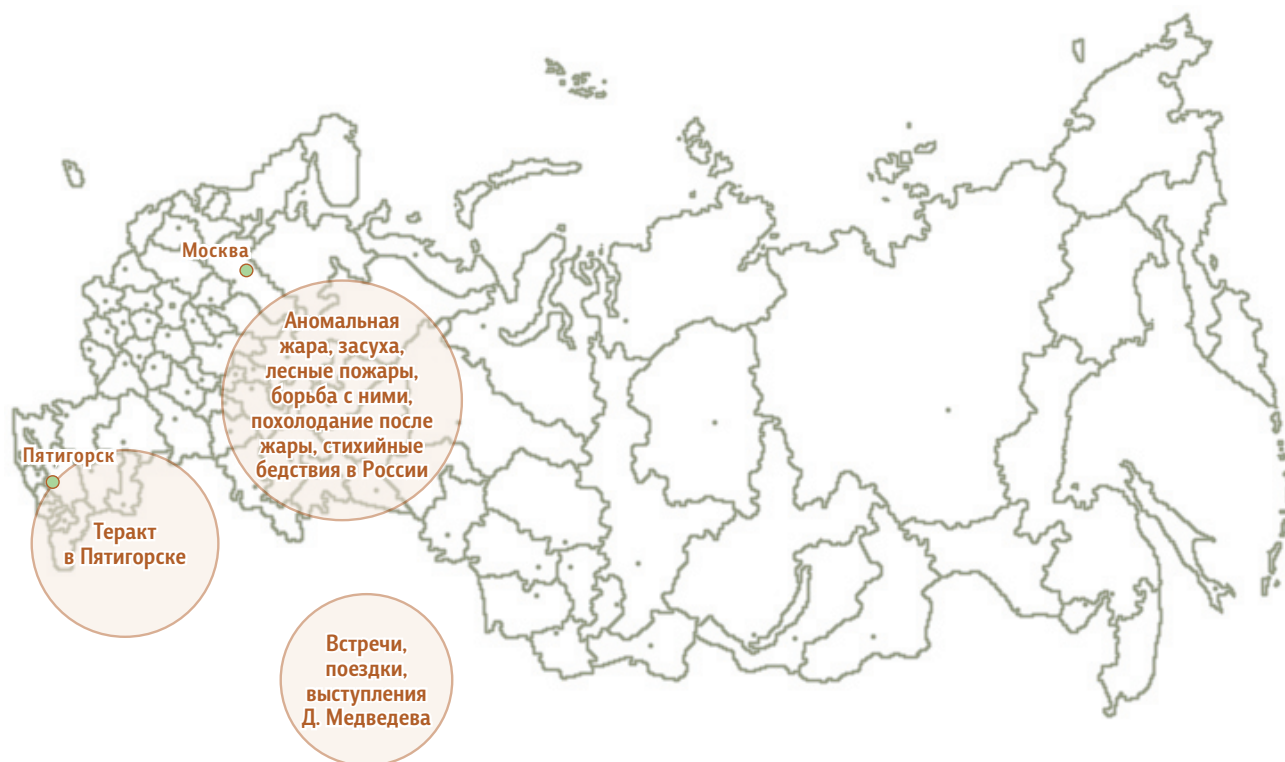 Москва
Аномальная
жара, засуха,
лесные пожары,
борьба с ними,
похолодание после
жары, стихийные
бедствия в России
Пятигорск
Теракт
в Пятигорске
Встречи,
поездки,
выступления
Д. Медведева